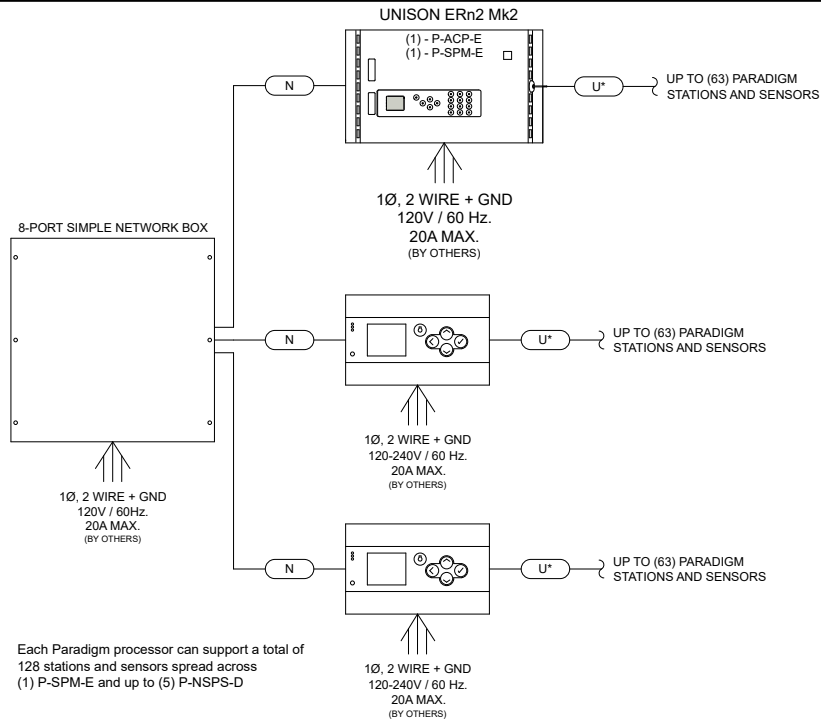 UNISON ERn2 Mk2
(1) - P-ACP-E
(1) - P-SPM-E
N
U*
UP TO (63) PARADIGM
STATIONS AND SENSORS
1Ø, 2 WIRE + GND
120V / 60 Hz.
20A MAX.
(BY OTHERS)
8-PORT SIMPLE NETWORK BOX
N
U*
UP TO (63) PARADIGM
STATIONS AND SENSORS
1Ø, 2 WIRE + GND
120-240V / 60 Hz.
20A MAX.
(BY OTHERS)
1Ø, 2 WIRE + GND
120V / 60Hz.
20A MAX.
(BY OTHERS)
N
U*
UP TO (63) PARADIGM
STATIONS AND SENSORS
Each Paradigm processor can support a total of
128 stations and sensors spread across
(1) P-SPM-E and up to (5) P-NSPS-D
1Ø, 2 WIRE + GND
120-240V / 60 Hz.
20A MAX.
(BY OTHERS)